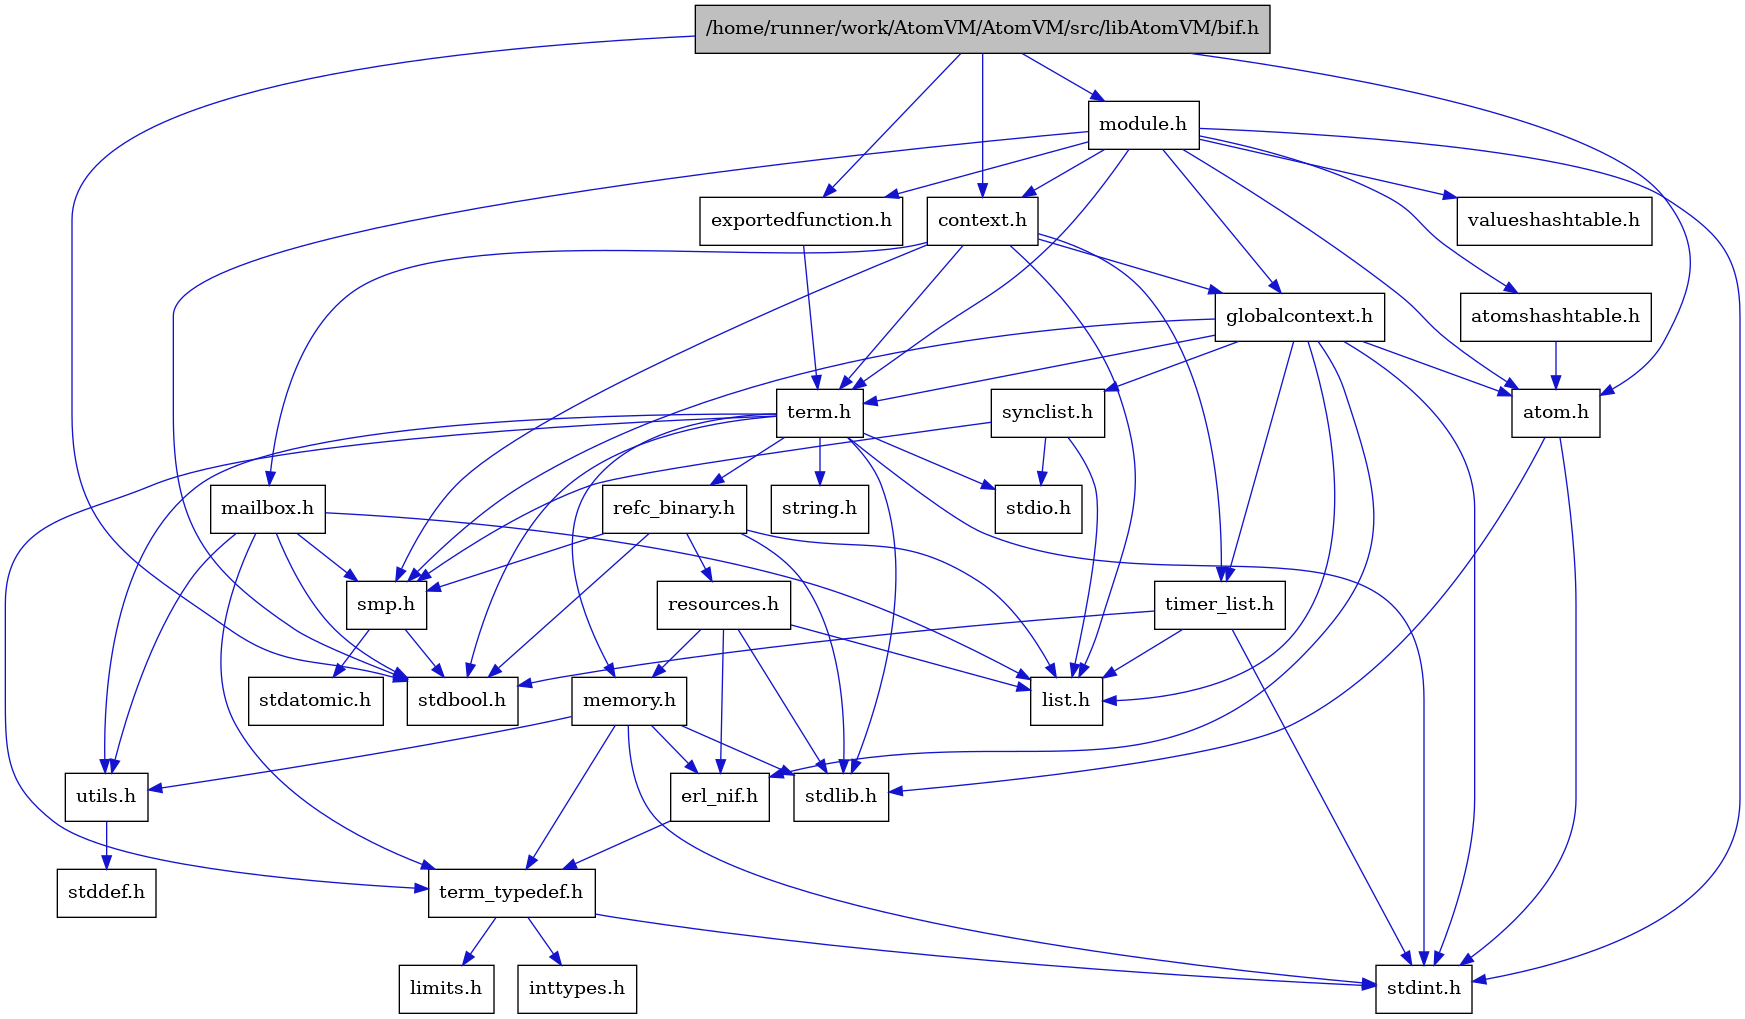 /home/runner/work/AtomVM/AtomVM/src/libAtomVM/bif.h
module.h
exportedfunction.h
context.h
valueshashtable.h
globalcontext.h
atomshashtable.h
term.h
synclist.h
atom.h
mailbox.h
refc_binary.h
string.h
stdio.h
smp.h
resources.h
timer_list.h
stdatomic.h
stdbool.h
memory.h
list.h
utils.h
erl_nif.h
stdlib.h
stddef.h
term_typedef.h
limits.h
inttypes.h
stdint.h